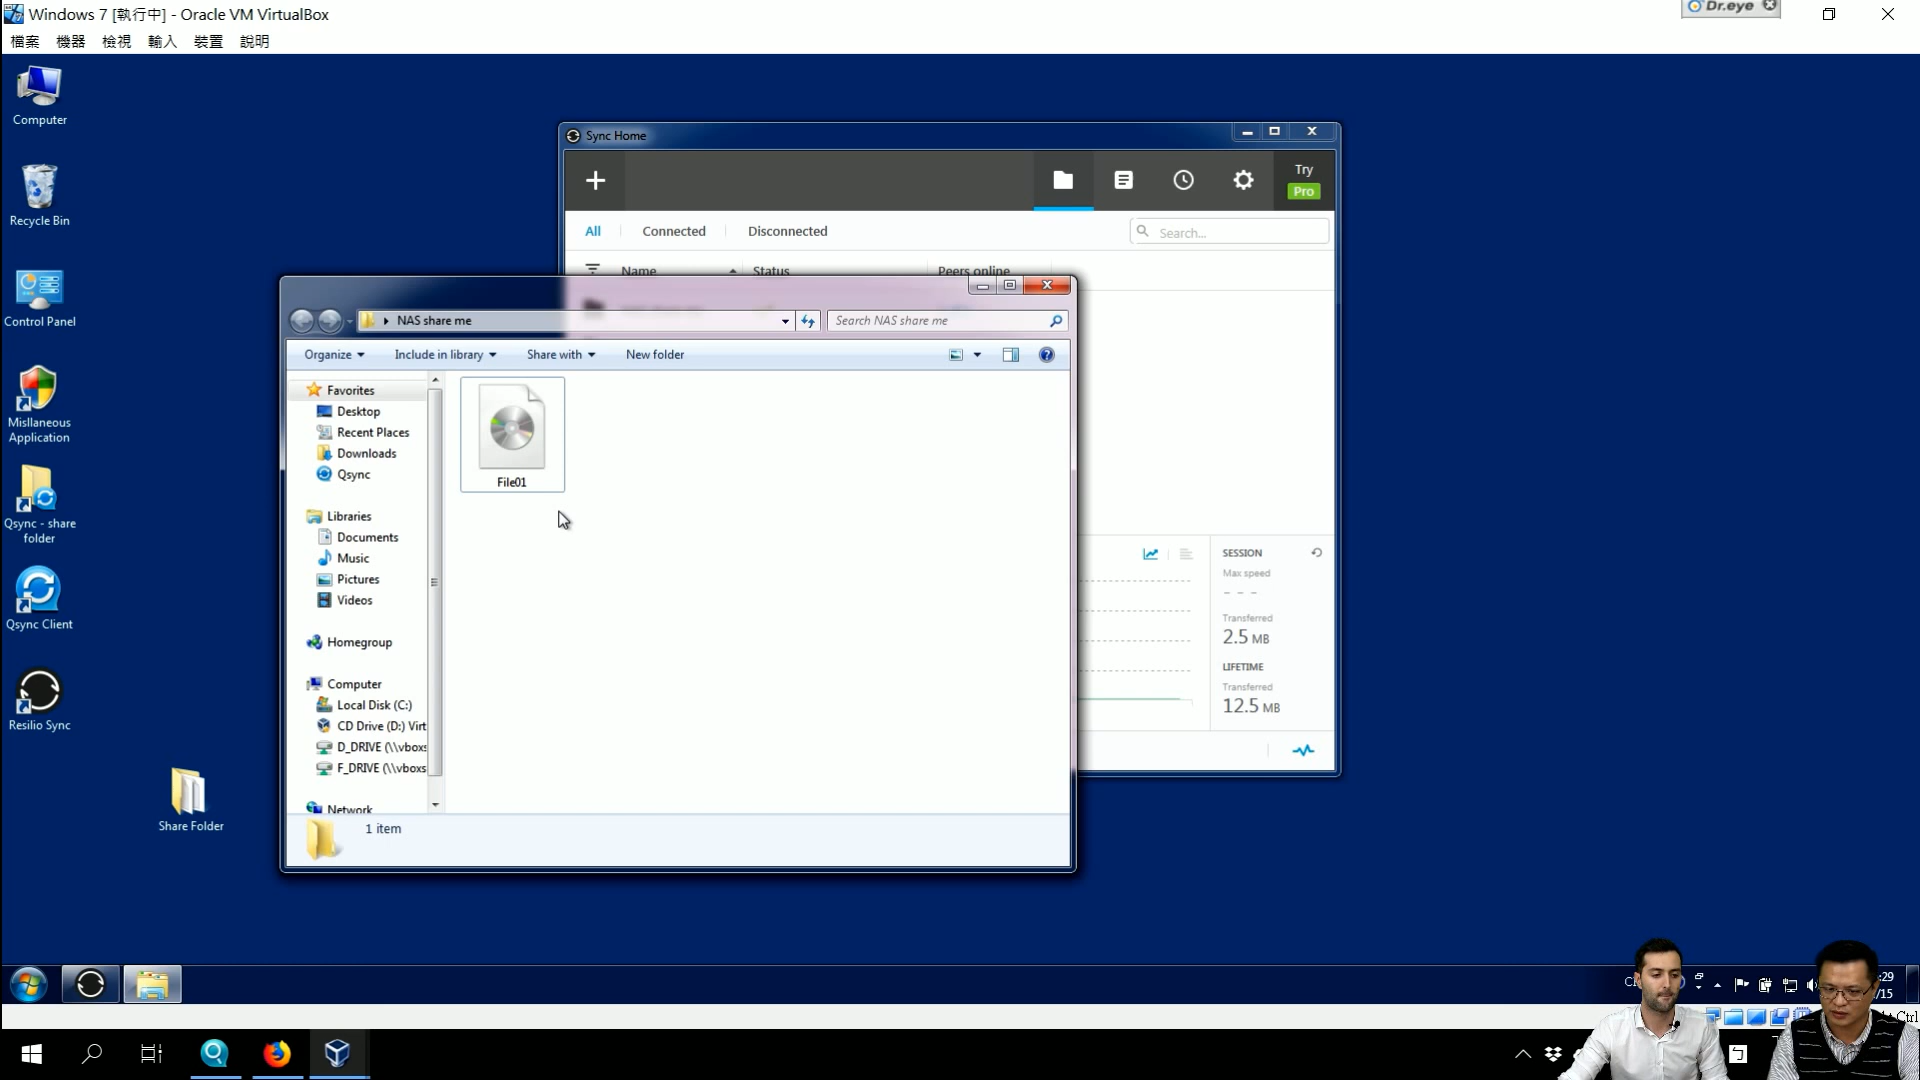 Windows 7 [執行中] - Oracle VM VirtualBox
Dr.eye
檔案 機器 檢視 輸入 裝置 說明
Computer
Recycle Bin
Control Panel
Misllaneous
Application
Qsync - share
folder
Qsync Client
Resilio Sync
Share Folder
Sync Home
Try
Pro
All
Connected
Disconnected
Search...
Name
Status
Peers online
NAS share me
Search NAS share me
Organize
Include in library
Share with
New folder
Favorites
Desktop
Recent Places
Downloads
Qsync
Libraries
Documents
Music
Pictures
Videos
Homegroup
Computer
Local Disk (C:)
CD Drive (D:) Virt
D_DRIVE (\\vboxs
F_DRIVE (\\vboxs
Network
File01
1 item
SESSION
Max speed
- - -
Transferred
2.5 MB
LIFETIME
Transferred
12.5 MB
:29
/15
Ctrl